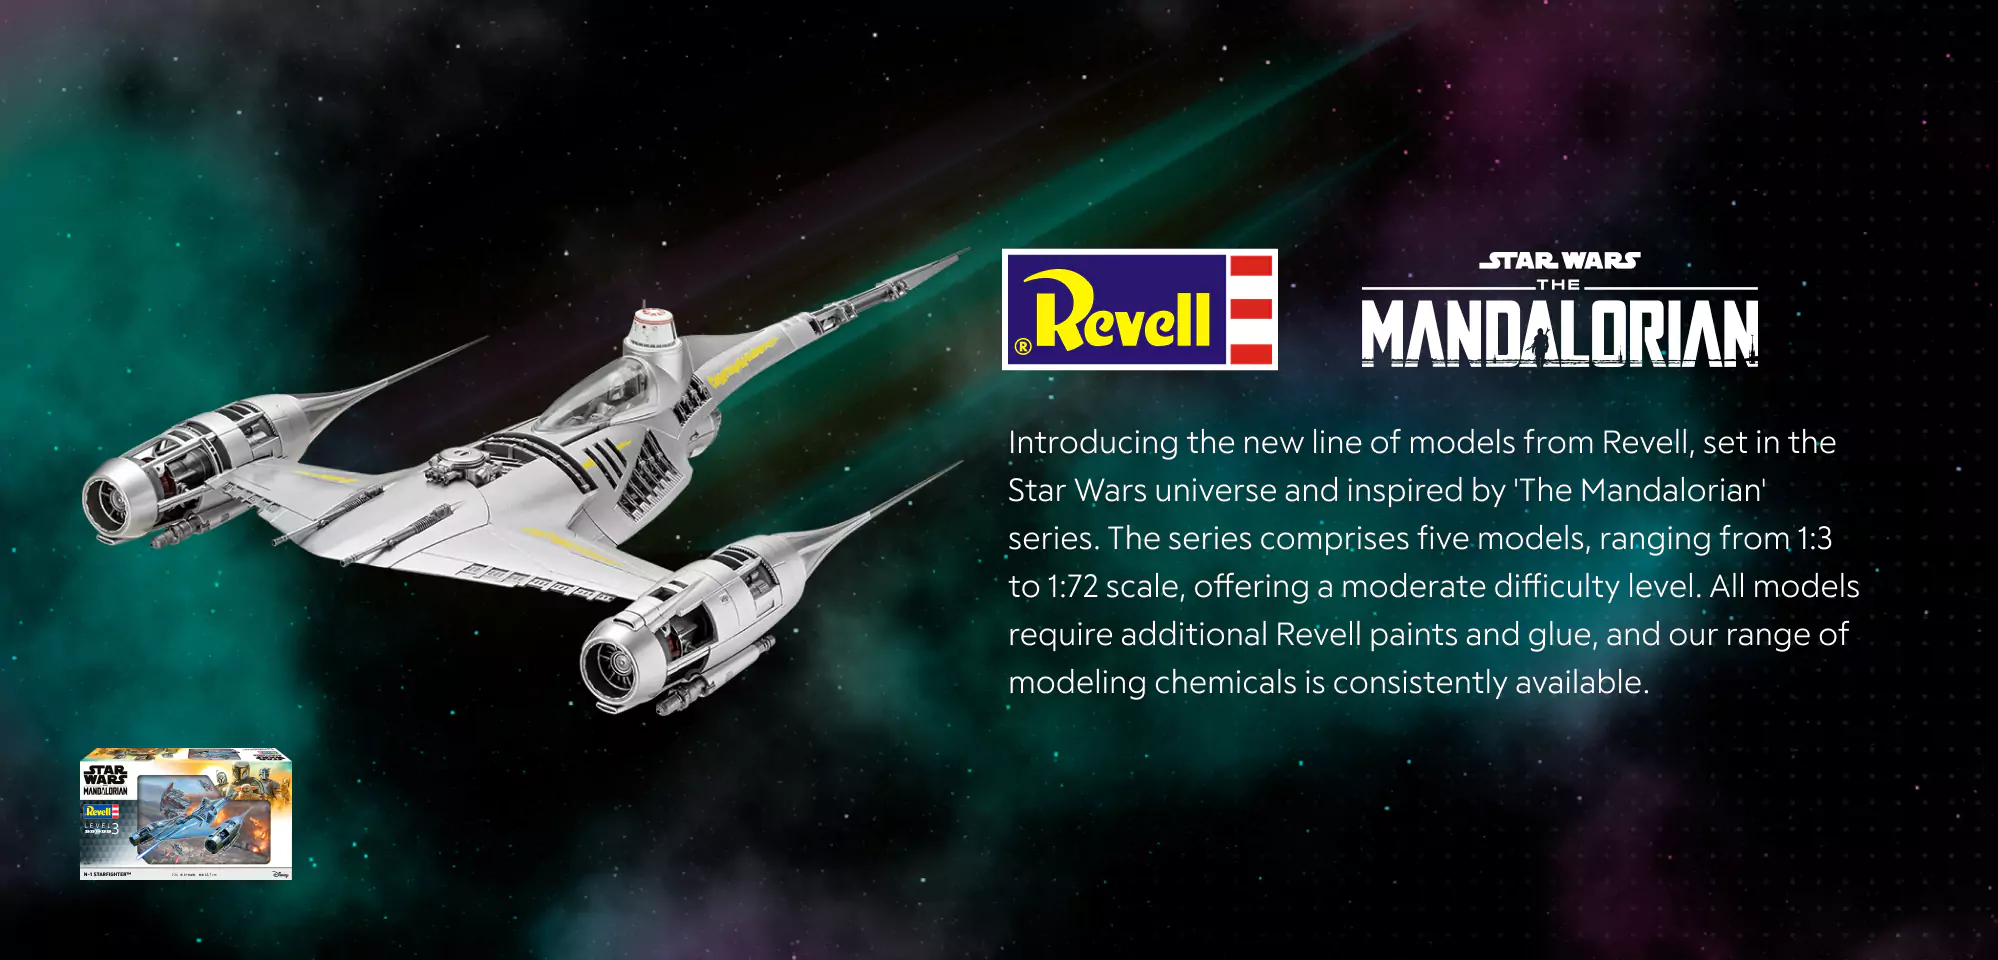 ® Revell
STAR WARS
THE
MANDALORIAN
Introducing the new line of models from Revell, set in the
Star Wars universe and inspired by 'The Mandalorian'
series. The series comprises five models, ranging from 1:3
to 1:72 scale, offering a moderate difficulty level. All models
require additional Revell paints and glue, and our range of
modeling chemicals is consistently available.
STAR
WARS
MANDALORIAN
Revell
LEVEL 3
N-1 STARFIGHTER™
Disney